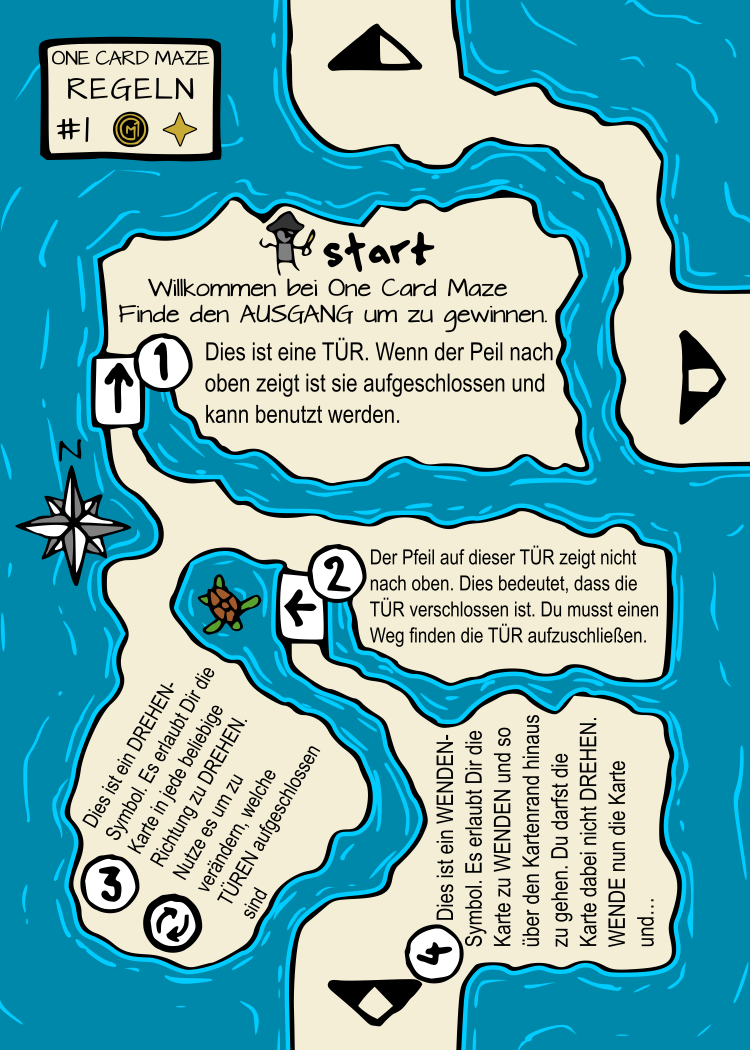 ONE CARD MAZE
REGELN
#1
start
Willkommen bei One Card Maze
Finde den AUSGANG um zu gewinnen.
1
Dies ist eine TÜR. Wenn der Peil nach
oben zeigt ist sie aufgeschlossen und
kann benutzt werden.
N
2
Der Pfeil auf dieser TÜR zeigt nicht
nach oben. Dies bedeutet, dass die
TÜR verschlossen ist. Du musst einen
Weg finden die TÜR aufzuschließen.
3
Dies ist ein DREHEN-
Symbol. Es erlaubt Dir die
Karte in jede beliebige
Richtung zu DREHEN.
Nutze es um zu
verändern, welche
TÜREN aufgeschlossen
sind
4
Dies ist ein WENDEN-
Symbol. Es erlaubt Dir die
Karte zu WENDEN und so
über den Kartenrand hinaus
zu gehen. Du darfst die
Karte dabei nicht DREHEN.
WENDE nun die Karte
und…